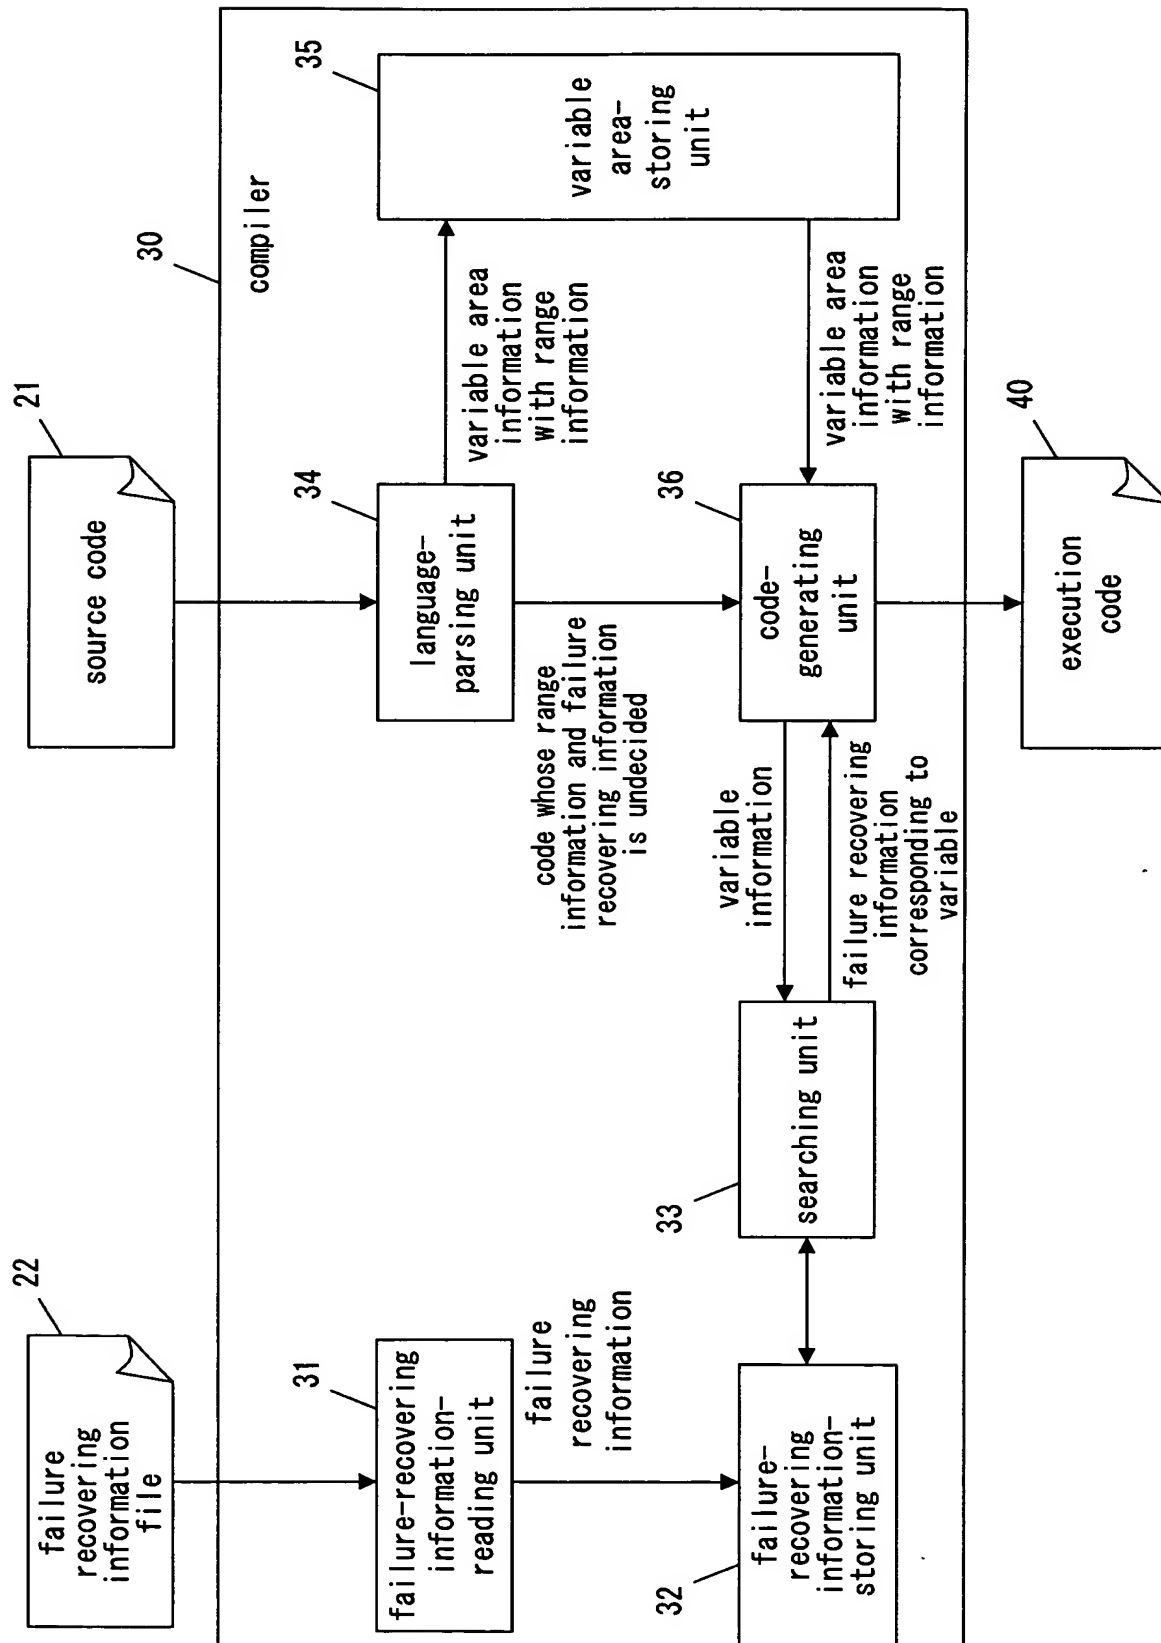 22
failure
recovering
information
file
21
source code
30
compiler
31
failure-recovering
information-
reading unit
34
language-
parsing unit
35
variable
area-
storing
unit
variable area
information
with range
information
failure
recovering
information
code whose range
information and failure
recovering information
is undecided
32
failure-
recovering
information-
storing unit
33
searching unit
variable
information
failure recovering
information
corresponding to
variable
36
code-
generating
unit
variable area
information
with range
information
40
execution
code